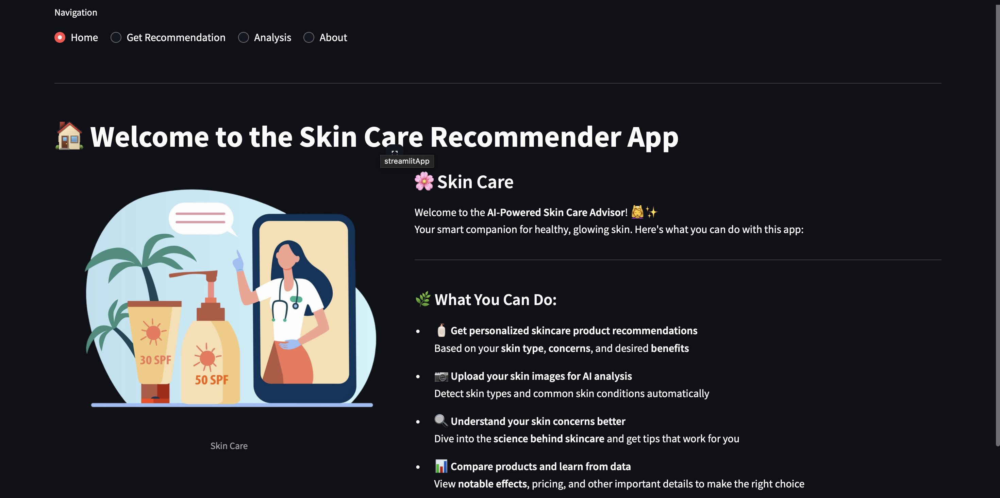 Navigation
Home Get Recommendation Analysis About
🏠 Welcome to the Skin Care Recommender App
streamlitApp
🌸 Skin Care
Welcome to the AI-Powered Skin Care Advisor! 💆✨
Your smart companion for healthy, glowing skin. Here's what you can do with this app:
🌿 What You Can Do:
• 🧴 Get personalized skincare product recommendations
Based on your skin type, concerns, and desired benefits
• 📷 Upload your skin images for AI analysis
Detect skin types and common skin conditions automatically
• 🔍 Understand your skin concerns better
Dive into the science behind skincare and get tips that work for you
• 📊 Compare products and learn from data
View notable effects, pricing, and other important details to make the right choice
30 SPF
50 SPF
Skin Care